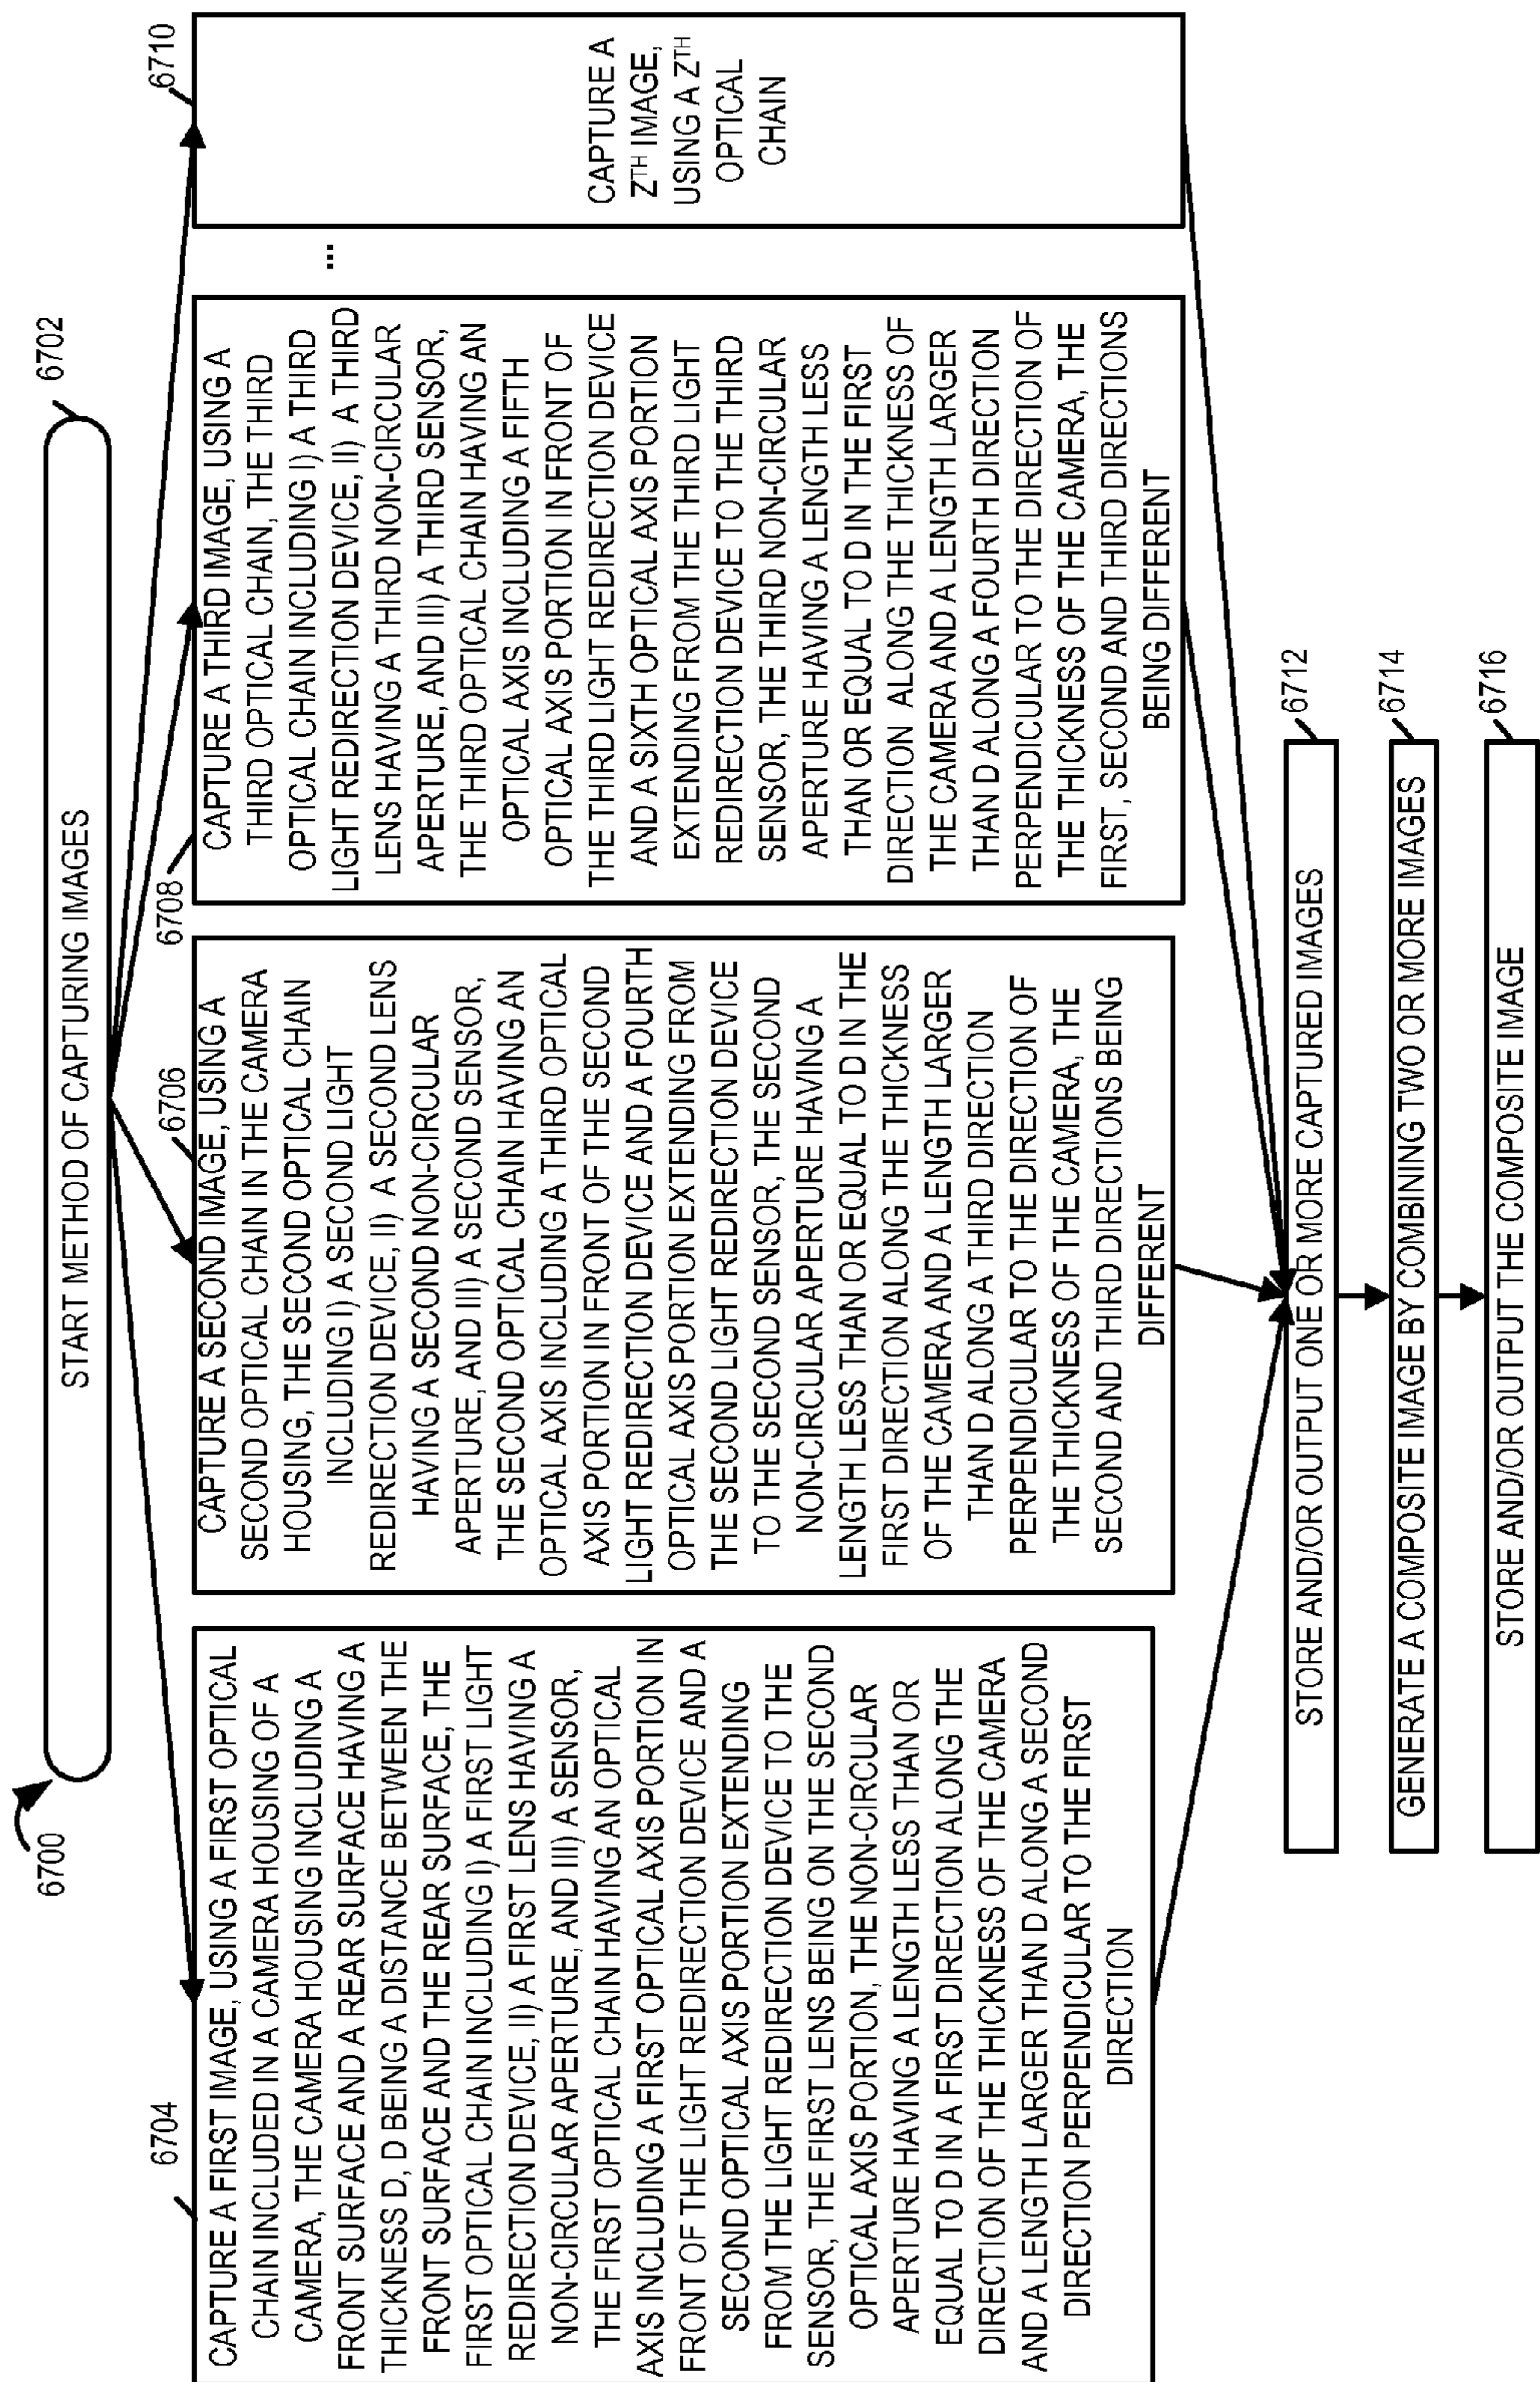 6700
START METHOD OF CAPTURING IMAGES
6702
6704
CAPTURE A FIRST IMAGE, USING A FIRST OPTICAL
CHAIN INCLUDED IN A CAMERA HOUSING OF A
CAMERA, THE CAMERA HOUSING INCLUDING A
FRONT SURFACE AND A REAR SURFACE HAVING A
THICKNESS D, D BEING A DISTANCE BETWEEN THE
FRONT SURFACE AND THE REAR SURFACE, THE
FIRST OPTICAL CHAIN INCLUDING I) A FIRST LIGHT
REDIRECTION DEVICE, II) A FIRST LENS HAVING A
NON-CIRCULAR APERTURE, AND III) A SENSOR,
THE FIRST OPTICAL CHAIN HAVING AN OPTICAL
AXIS INCLUDING A FIRST OPTICAL AXIS PORTION IN
FRONT OF THE LIGHT REDIRECTION DEVICE AND A
SECOND OPTICAL AXIS PORTION EXTENDING
FROM THE LIGHT REDIRECTION DEVICE TO THE
SENSOR, THE FIRST LENS BEING ON THE SECOND
OPTICAL AXIS PORTION, THE NON-CIRCULAR
APERTURE HAVING A LENGTH LESS THAN OR
EQUAL TO D IN A FIRST DIRECTION ALONG THE
DIRECTION OF THE THICKNESS OF THE CAMERA
AND A LENGTH LARGER THAN D ALONG A SECOND
DIRECTION PERPENDICULAR TO THE FIRST
DIRECTION
6706
CAPTURE A SECOND IMAGE, USING A
SECOND OPTICAL CHAIN IN THE CAMERA
HOUSING, THE SECOND OPTICAL CHAIN
INCLUDING I) A SECOND LIGHT
REDIRECTION DEVICE, II) A SECOND LENS
HAVING A SECOND NON-CIRCULAR
APERTURE, AND III) A SECOND SENSOR,
THE SECOND OPTICAL CHAIN HAVING AN
OPTICAL AXIS INCLUDING A THIRD OPTICAL
AXIS PORTION IN FRONT OF THE SECOND
LIGHT REDIRECTION DEVICE AND A FOURTH
OPTICAL AXIS PORTION EXTENDING FROM
THE SECOND LIGHT REDIRECTION DEVICE
TO THE SECOND SENSOR, THE SECOND
NON-CIRCULAR APERTURE HAVING A
LENGTH LESS THAN OR EQUAL TO D IN THE
FIRST DIRECTION ALONG THE THICKNESS
OF THE CAMERA AND A LENGTH LARGER
THAN D ALONG A THIRD DIRECTION
PERPENDICULAR TO THE DIRECTION OF
THE THICKNESS OF THE CAMERA, THE
SECOND AND THIRD DIRECTIONS BEING
DIFFERENT
6708
CAPTURE A THIRD IMAGE, USING A
THIRD OPTICAL CHAIN, THE THIRD
OPTICAL CHAIN INCLUDING I) A THIRD
LIGHT REDIRECTION DEVICE, II) A THIRD
LENS HAVING A THIRD NON-CIRCULAR
APERTURE, AND III) A THIRD SENSOR,
THE THIRD OPTICAL CHAIN HAVING AN
OPTICAL AXIS INCLUDING A FIFTH
OPTICAL AXIS PORTION IN FRONT OF
THE THIRD LIGHT REDIRECTION DEVICE
AND A SIXTH OPTICAL AXIS PORTION
EXTENDING FROM THE THIRD LIGHT
REDIRECTION DEVICE TO THE THIRD
SENSOR, THE THIRD NON-CIRCULAR
APERTURE HAVING A LENGTH LESS
THAN OR EQUAL TO D IN THE FIRST
DIRECTION ALONG THE THICKNESS OF
THE CAMERA AND A LENGTH LARGER
THAN D ALONG A FOURTH DIRECTION
PERPENDICULAR TO THE DIRECTION OF
THE THICKNESS OF THE CAMERA, THE
FIRST, SECOND AND THIRD DIRECTIONS
BEING DIFFERENT
...
6710
CAPTURE A
ZTH IMAGE,
USING A ZTH
OPTICAL
CHAIN
STORE AND/OR OUTPUT ONE OR MORE CAPTURED IMAGES
6712
GENERATE A COMPOSITE IMAGE BY COMBINING TWO OR MORE IMAGES
6714
STORE AND/OR OUTPUT THE COMPOSITE IMAGE
6716